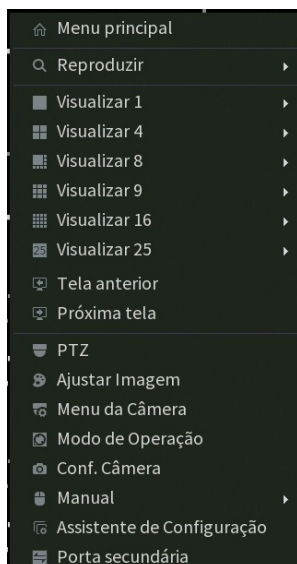 Menu principal
Reproduzir
Visualizar 1
Visualizar 4
Visualizar 8
Visualizar 9
Visualizar 16
25 Visualizar 25
Tela anterior
Próxima tela
PTZ
Ajustar Imagem
Menu da Câmera
Modo de Operação
Conf. Câmera
Manual
Assistente de Configuração
Porta secundária